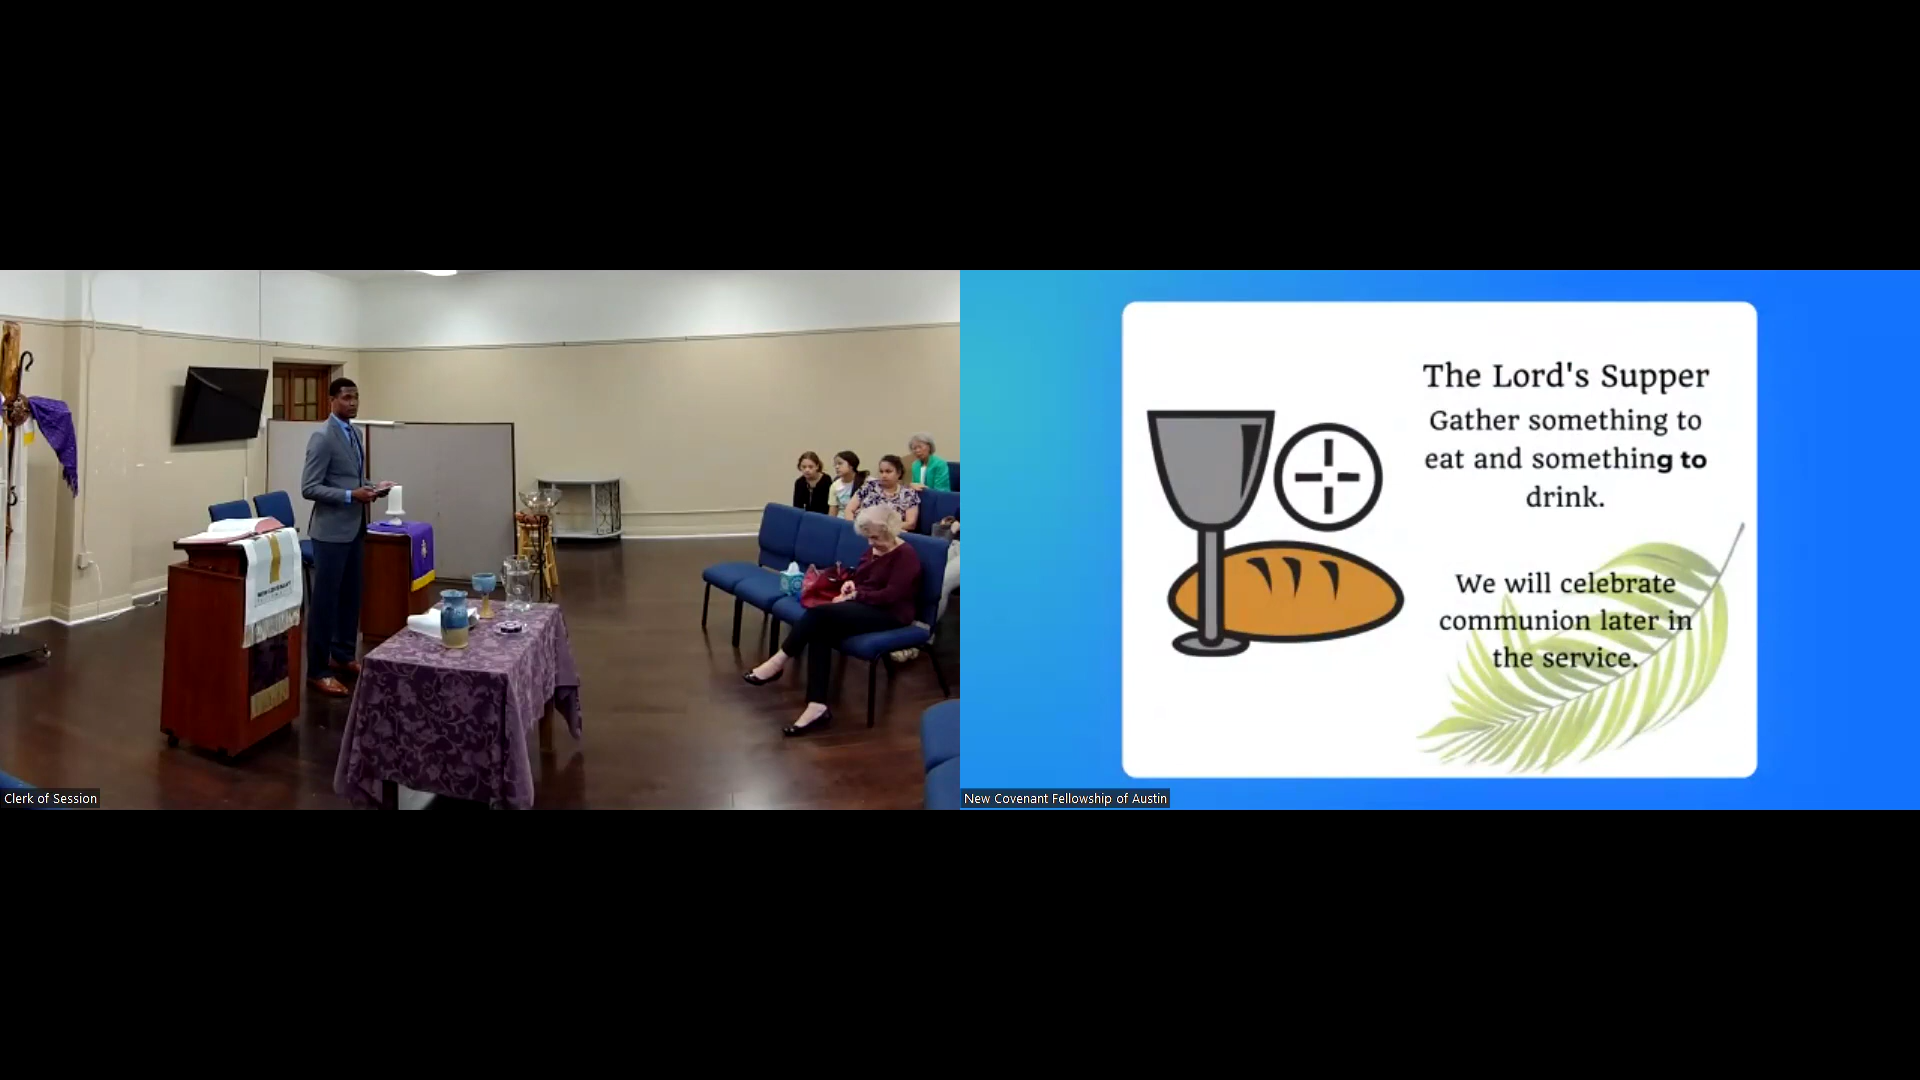 The Lord's Supper
Gather something to
eat and something to
drink.
We will celebrate
communion later in
the service.
Clerk of Session
New Covenant Fellowship of Austin